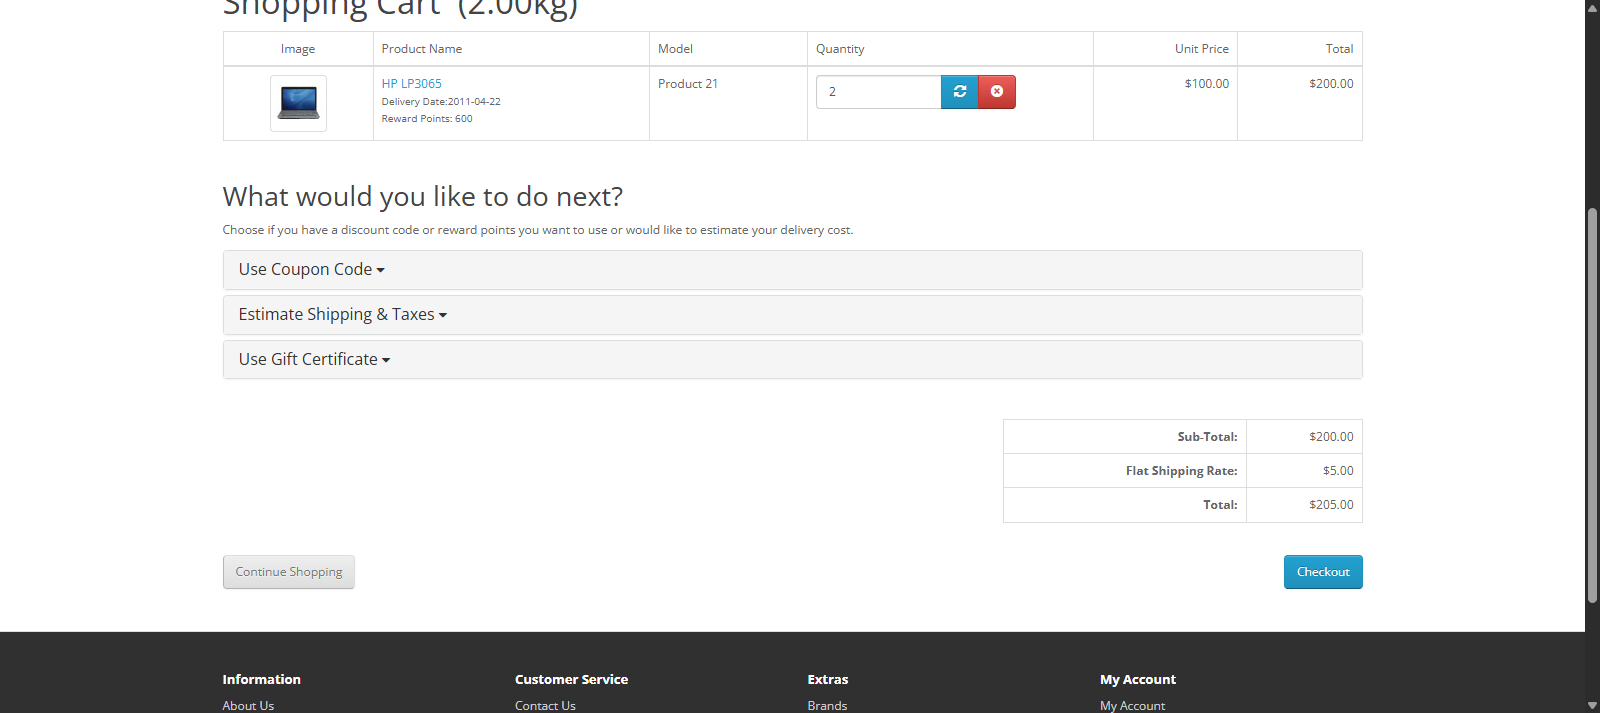 Shopping Cart (2.00kg)
Image Product Name Model Quantity Unit Price Total
HP LP3065 Product 21 2 $100.00 $200.00
Delivery Date:2011-04-22
Reward Points: 600
What would you like to do next?
Choose if you have a discount code or reward points you want to use or would like to estimate your delivery cost.
Use Coupon Code
Estimate Shipping & Taxes
Use Gift Certificate
Sub-Total: $200.00
Flat Shipping Rate: $5.00
Total: $205.00
Continue Shopping Checkout
Information Customer Service Extras My Account
About Us Contact Us Brands My Account